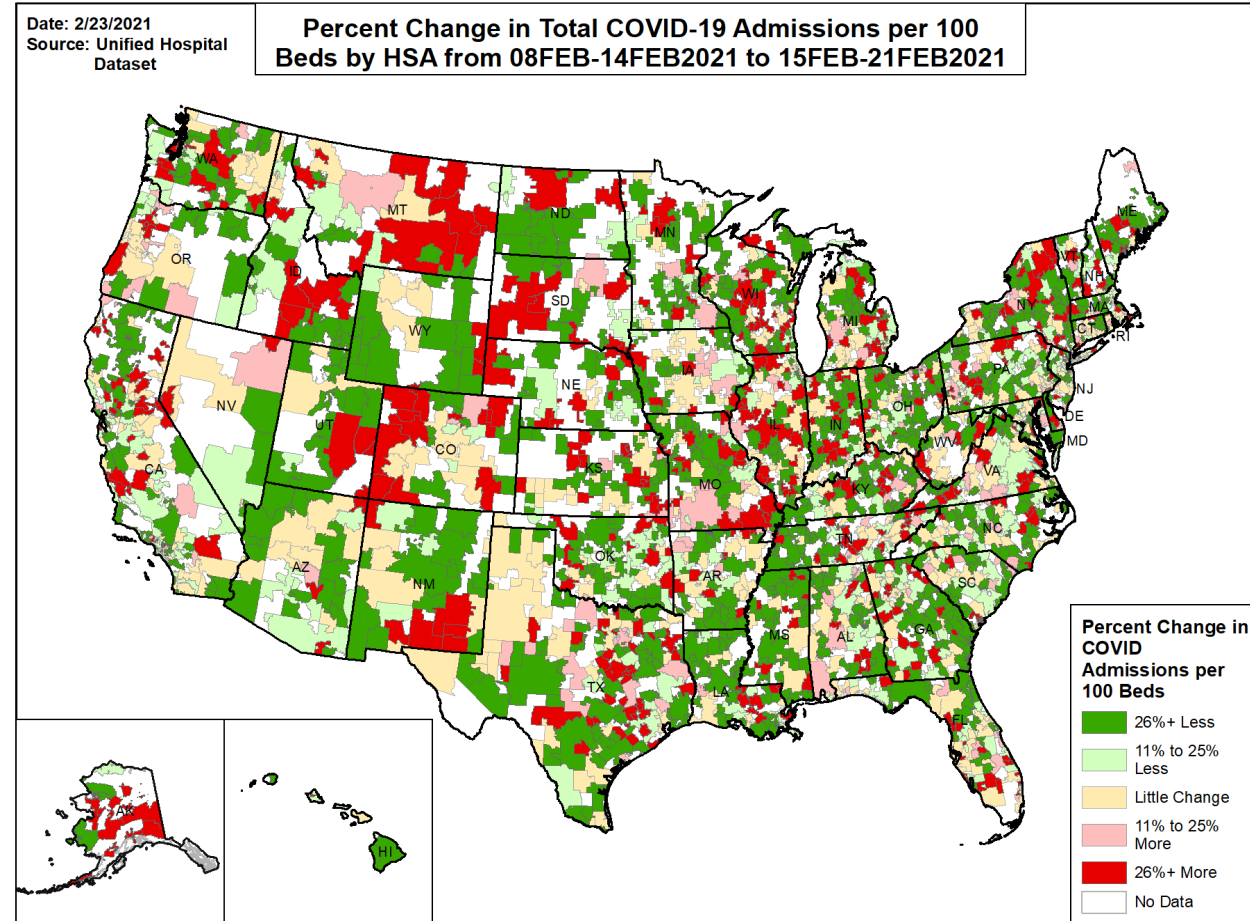 Date: 2/23/2021
Source: Unified Hospital
Dataset
Percent Change in Total COVID-19 Admissions per 100
Beds by HSA from 08FEB-14FEB2021 to 15FEB-21FEB2021
WA
MT
ND
MN
ME
OR
ID
SD
WI
VT
NH
NY
MA
CT
RI
WY
MI
IA
NE
PA
NJ
NV
UT
CO
IL
IN
OH
DE
MD
WV
CA
KS
MO
KY
VA
AZ
NM
OK
AR
TN
NC
SC
MS
AL
GA
TX
LA
FL
AK
HI
Percent Change in
COVID
Admissions per
100 Beds
26%+ Less
11% to 25%
Less
Little Change
11% to 25%
More
26%+ More
No Data